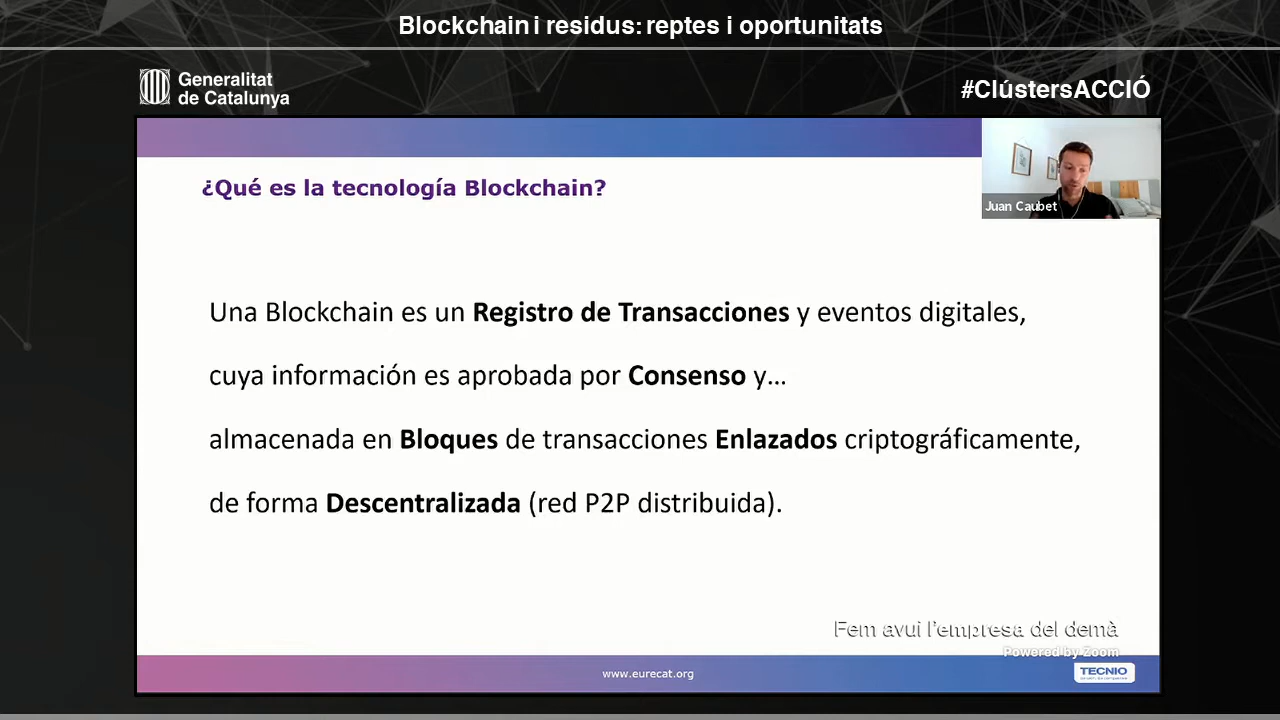 Blockchain i residus: reptes i oportunitats
Generalitat
de Catalunya
#ClústersACCIÓ
¿Qué es la tecnología Blockchain?
Juan Caubet
Una Blockchain es un Registro de Transacciones y eventos digitales,
cuya información es aprobada por Consenso y...
almacenada en Bloques de transacciones Enlazados criptográficamente,
de forma Descentralizada (red P2P distribuida).
Fem avui l'empresa del demà
Powered by Zoom
www.eurecat.org
TECNIO